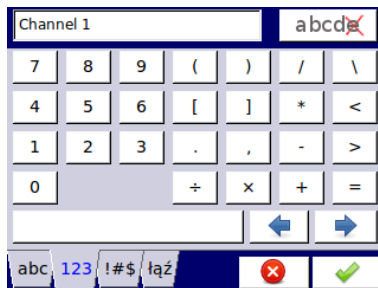 Channel 1 abcde
7 8 9 ( ) / \
4 5 6 [ ] * <
1 2 3 . , - >
0 ÷ × + =
abc 123 !#$ łąź